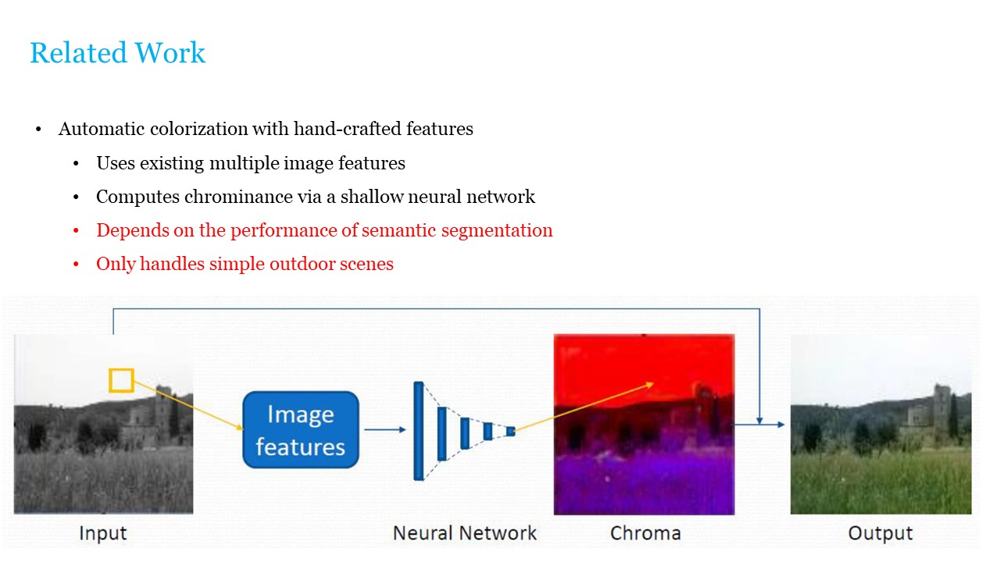 Related Work
• Automatic colorization with hand-crafted features
• Uses existing multiple image features
• Computes chrominance via a shallow neural network
• Depends on the performance of semantic segmentation
• Only handles simple outdoor scenes
Image
features
Input
Neural Network
Chroma
Output